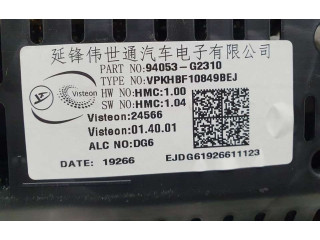 延锋伟世通汽车电子有限公司
PART NO:94053-G2310
TYPE NO:VPKHBF10849BEJ
HW NO:HMC:1.00
SW NO:HMC:1.04
Visteon
A
Visteon:24566
Visteon:01.40.01
ALC NO:DG6
DATE: 19266
EJDG61926611123